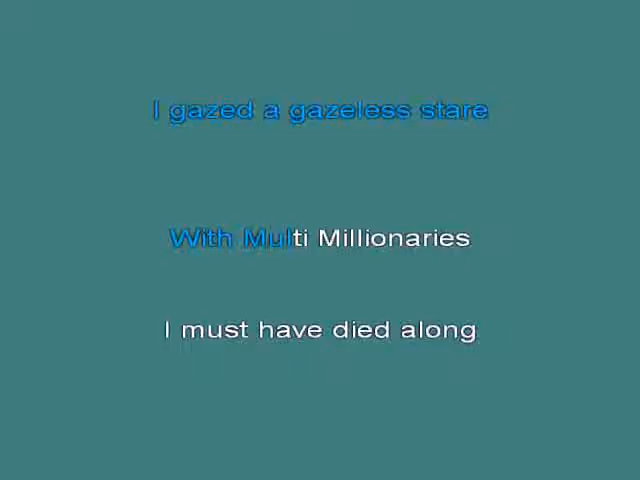 I gazed a gazeless stare
With Multi Millionaries
I must have died along